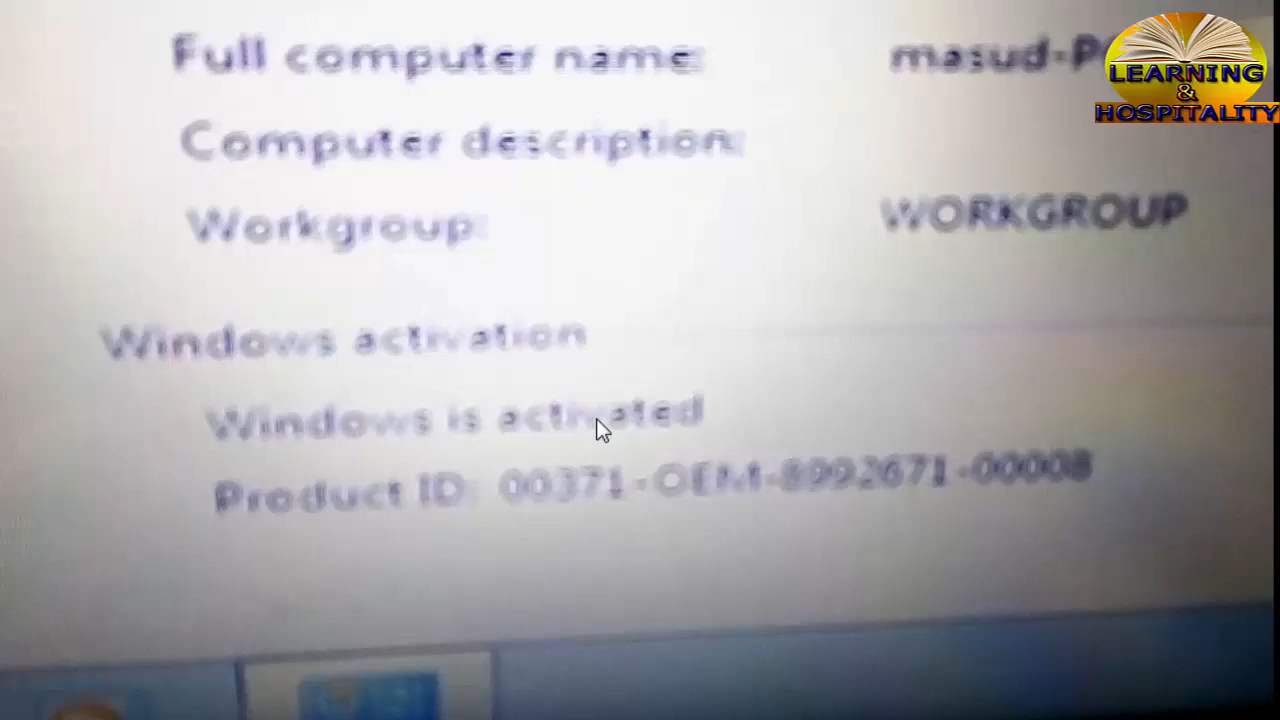 Full computer name: masud-P
Computer description:
Workgroup: WORKGROUP
Windows activation
Windows is activated
Product ID: 00371-OEM-8992671-00008
LEARNING
&
HOSPITALITY